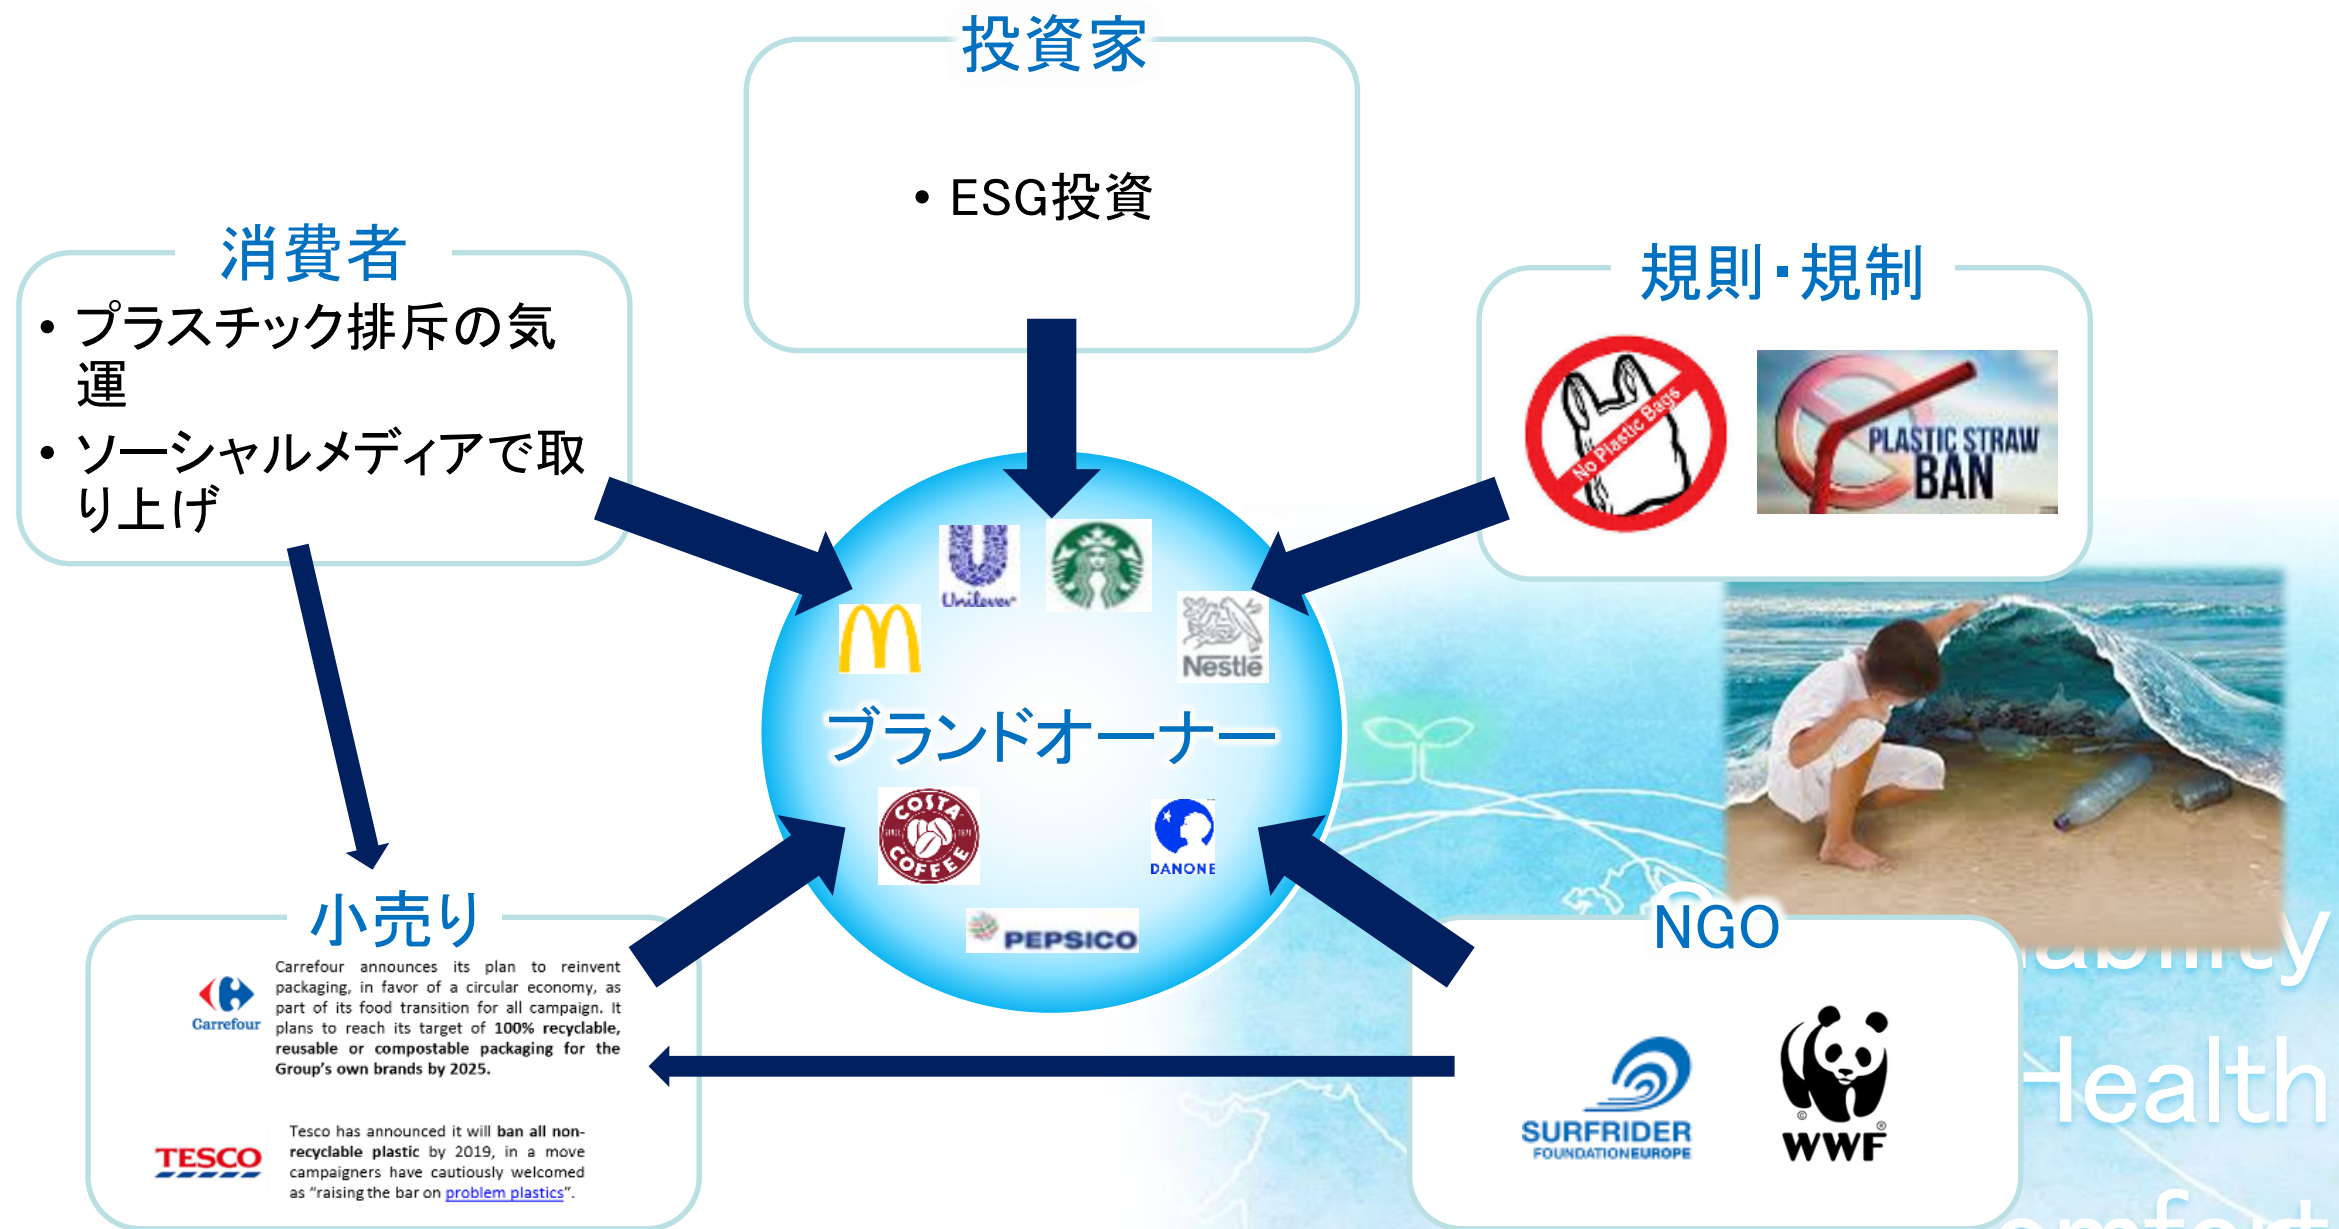 投資家
• ESG投資
消費者
• プラスチック排斥の気
運
• ソーシャルメディアで取
り上げ
規則・規制
No Plastic Bags
PLASTIC STRAW
BAN
Unilever
Nestlé
ブランドオーナー
COSTA
COFFEE
DANONE
PEPSICO
小売り
Carrefour
Carrefour announces its plan to reinvent
packaging, in favor of a circular economy, as
part of its food transition for all campaign. It
plans to reach its target of 100% recyclable,
reusable or compostable packaging for the
Group's own brands by 2025.
TESCO
Tesco has announced it will ban all non-
recyclable plastic by 2019, in a move
campaigners have cautiously welcomed
as "raising the bar on problem plastics".
NGO
SURFRIDER
FOUNDATION EUROPE
WWF
ability
Health
omfort